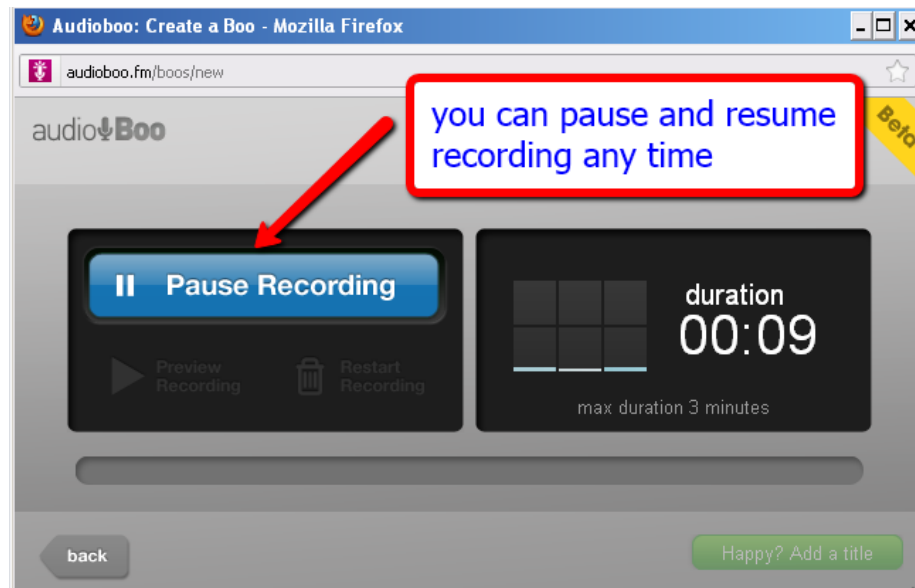 Audioboo: Create a Boo - Mozilla Firefox
audioboo.fm/boos/new
audioBoo
you can pause and resume
recording any time
Beta
Pause Recording
Preview
Recording
Restart
Recording
duration
00:09
max duration 3 minutes
back
Happy? Add a title